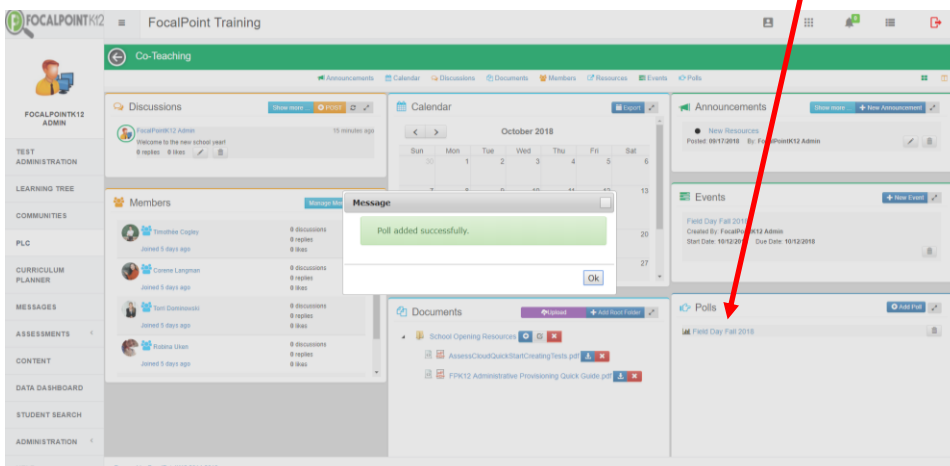 FOCALPOINTK12
FocalPoint Training
0
Co-Teaching
Announcements Calendar Discussions Documents Members Resources Events Polls
FOCALPOINTK12
ADMIN
TEST
ADMINISTRATION
LEARNING TREE
COMMUNITIES
PLC
CURRICULUM
PLANNER
MESSAGES
ASSESSMENTS
CONTENT
DATA DASHBOARD
STUDENT SEARCH
ADMINISTRATION
Discussions
Show more POST
FocalPointK12 Admin 15 minutes ago
Welcome to the new school year!
0 replies 0 likes
Members
Manage
Timothée Copley
Joined 5 days ago
0 discussions
0 replies
0 likes
Corene Langman
Joined 5 days ago
0 discussions
0 replies
0 likes
Terri Dominowski
Joined 5 days ago
0 discussions
0 replies
0 likes
Robina Uken
Joined 5 days ago
0 discussions
0 replies
0 likes
Calendar
Export
October 2018
Sun Mon Tue Wed Thu Fri Sat
30 1 2 3 4 5 6
7 8 9 10 11 12 13
20
27
Message
Poll added successfully.
Ok
Documents
Upload + Add Root Folder
School Opening Resources
AssessCloudQuickStartCreatingTests.pdf
FPK12 Administrative Provisioning Quick Guide.pdf
Announcements
Show more + New Announcement
New Resources
Posted: 09/17/2018 By: FocalPointK12 Admin
Events
+ New Event
Field Day Fall 2018
Created By: FocalPointK12 Admin
Start Date: 10/12/2018 Due Date: 10/12/2018
Polls
Add Poll
Field Day Fall 2018